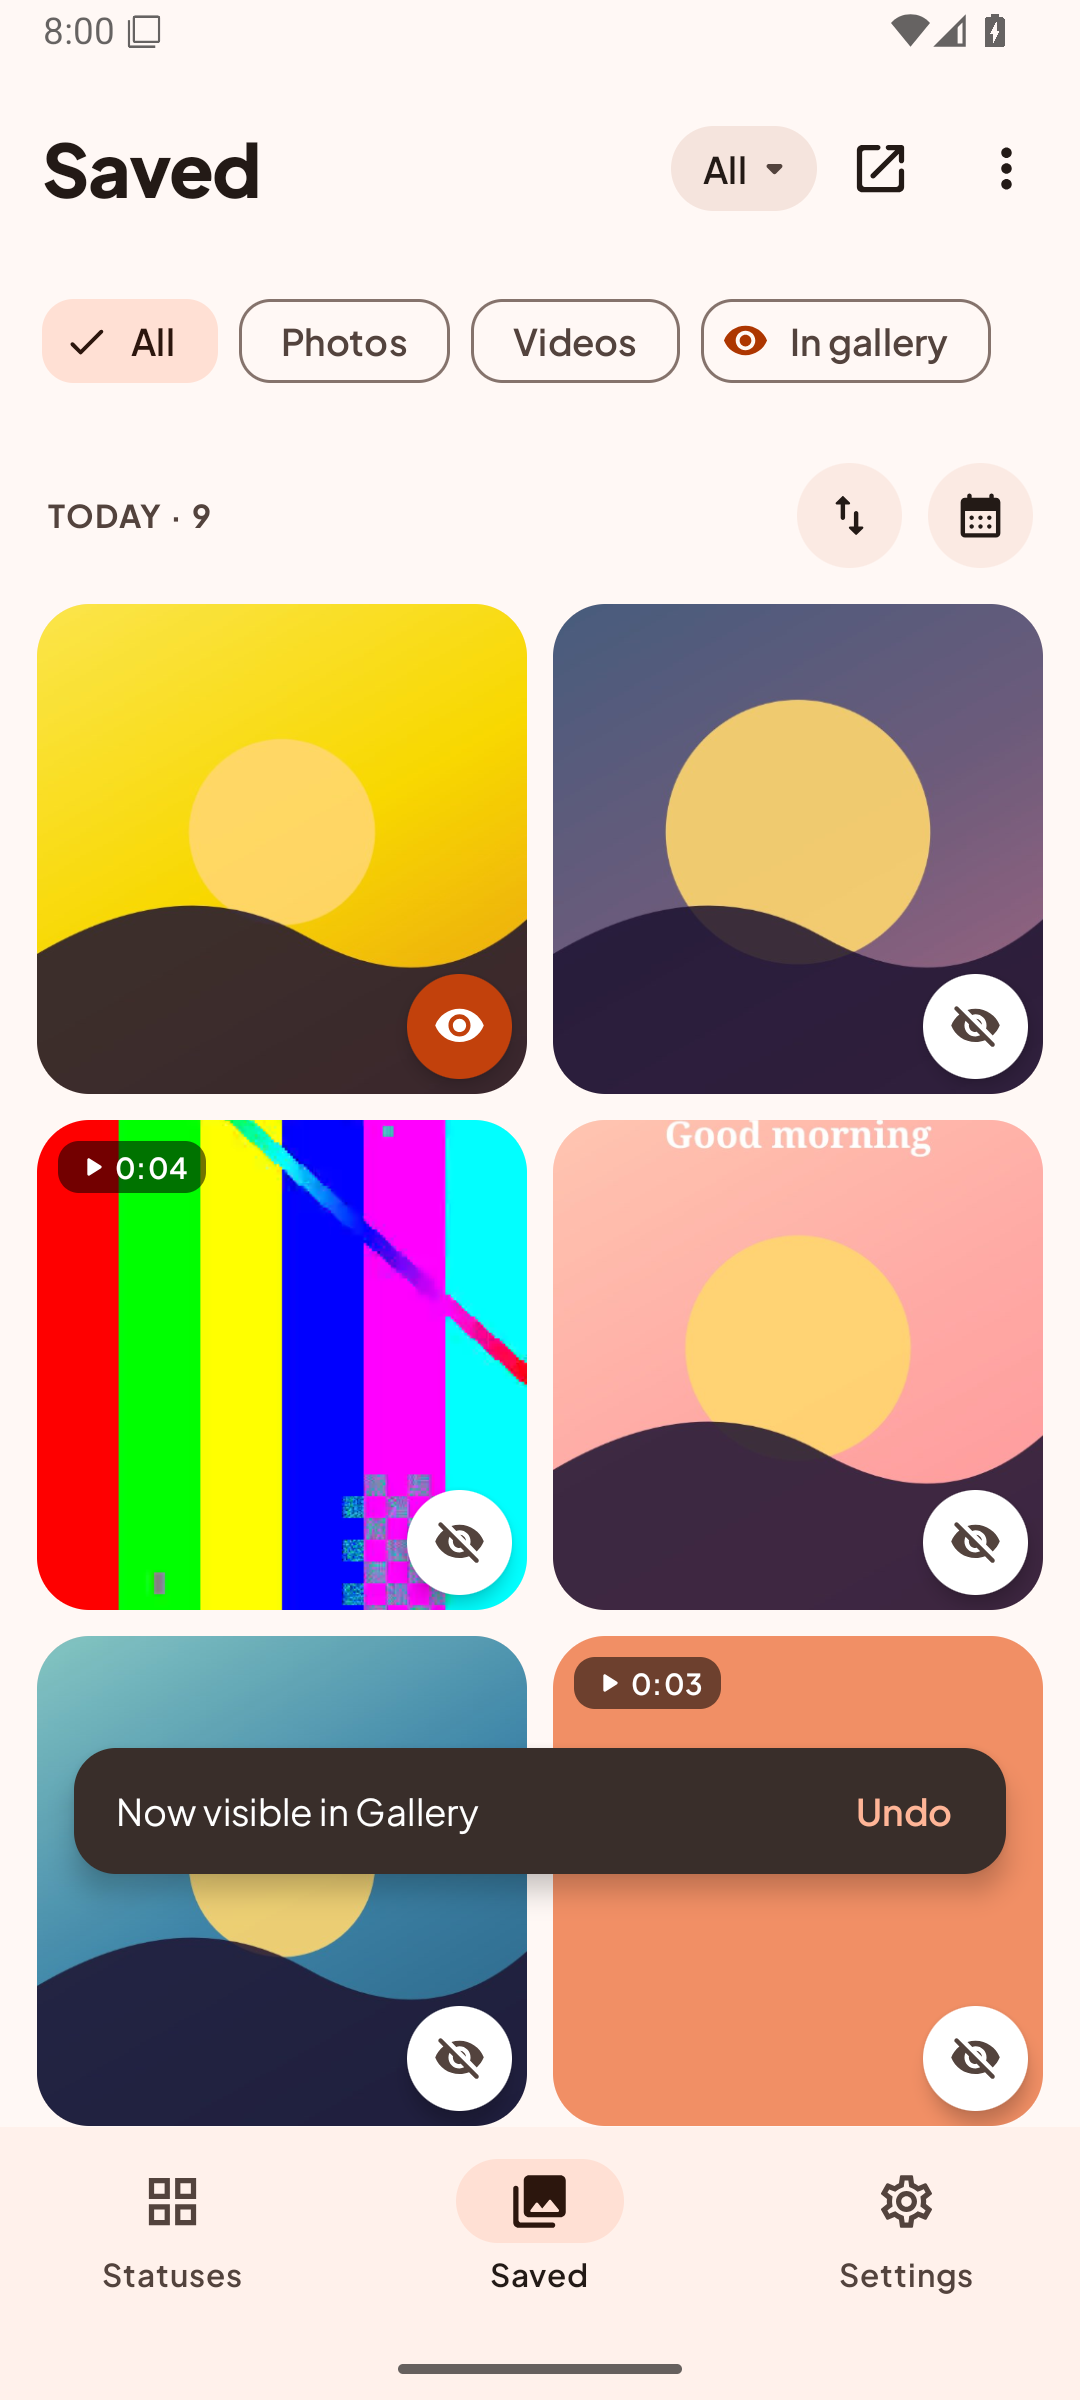 8:00
Saved
All
All
Photos
Videos
In gallery
TODAY · 9
0:04
Good morning
0:03
Now visible in Gallery
Undo
Statuses
Saved
Settings